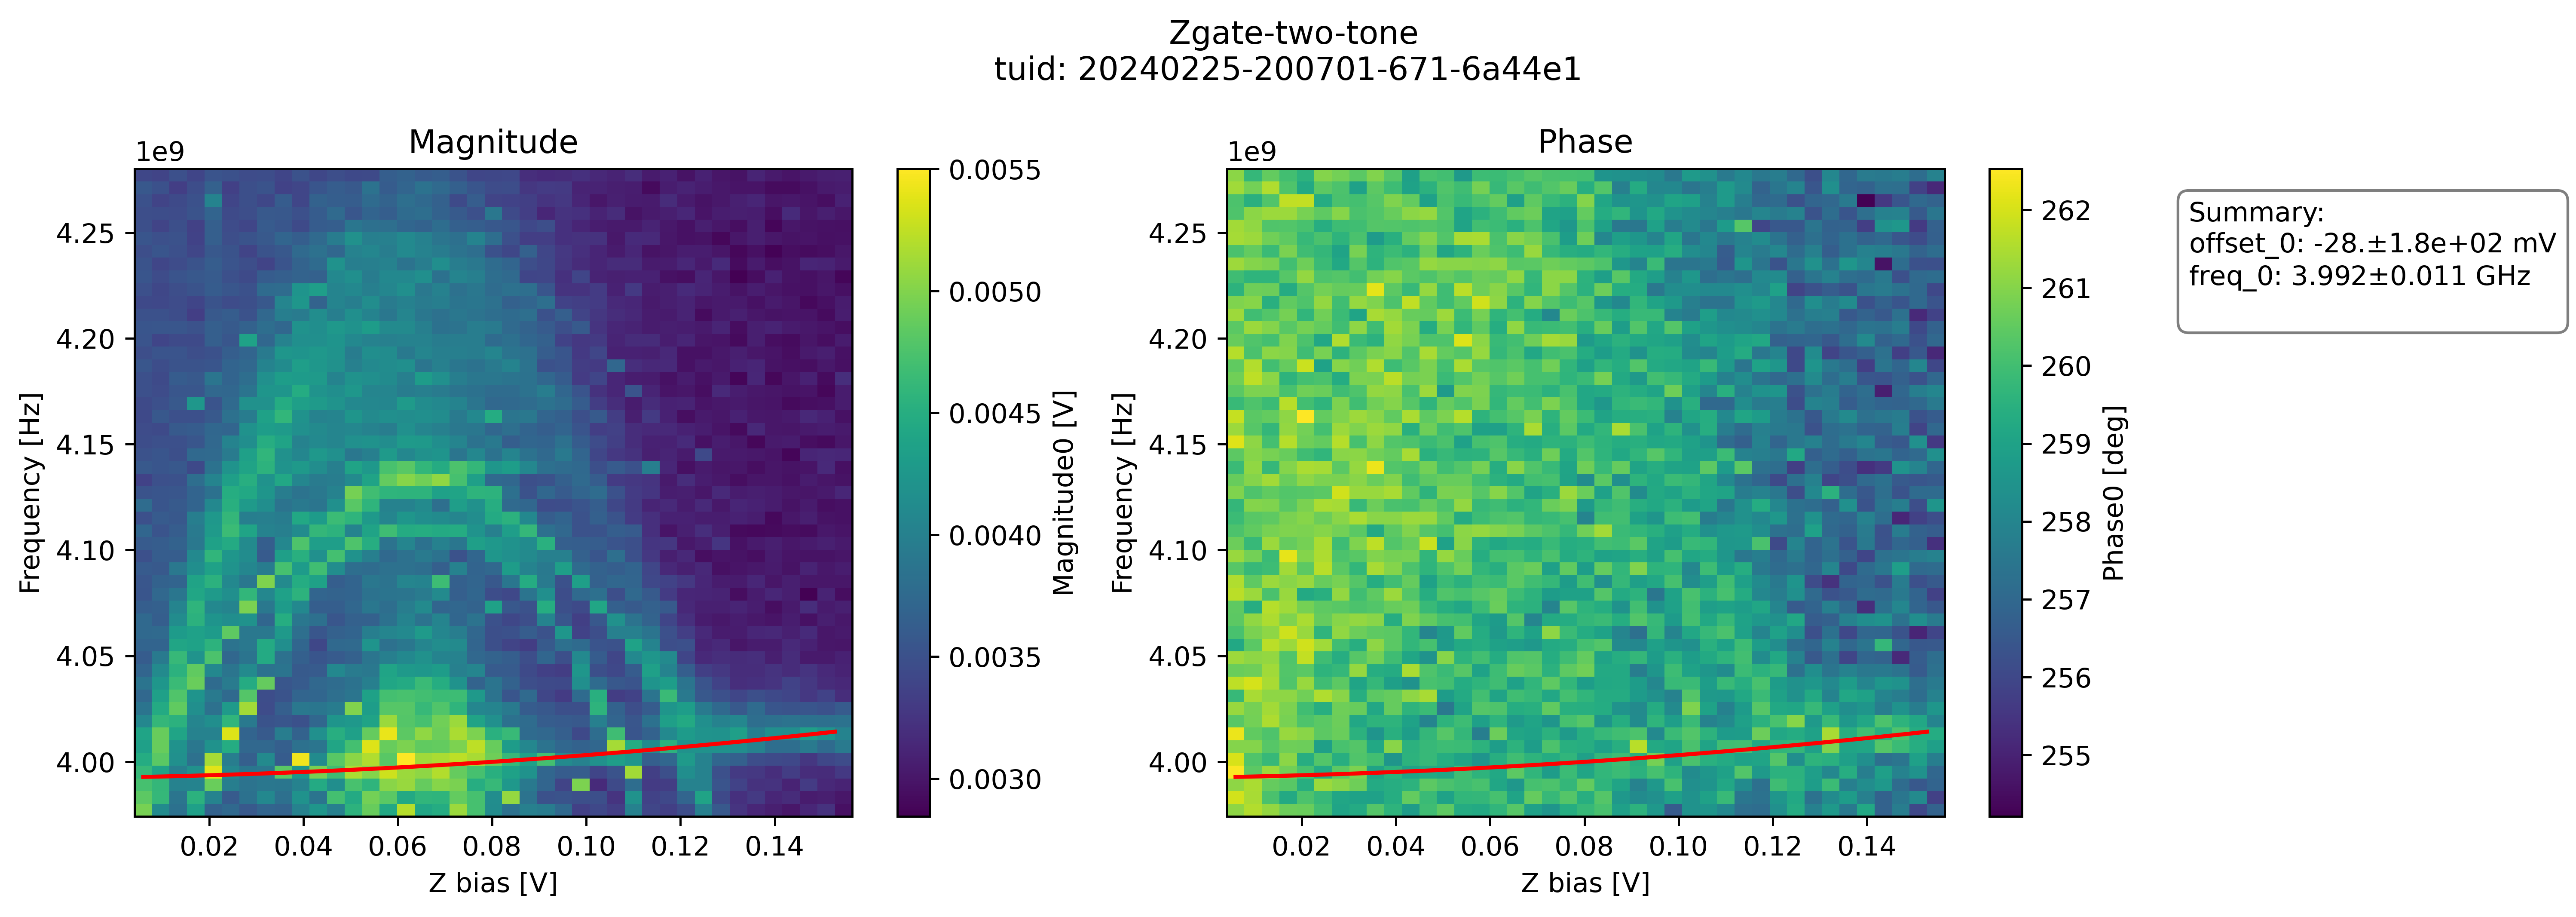 Zgate-two-tone
tuid: 20240225-200701-671-6a44e1
Magnitude
1e9
4.25
4.20
4.15
4.10
4.05
4.00
Frequency [Hz]
0.02 0.04 0.06 0.08 0.10 0.12 0.14
Z bias [V]
0.0055
0.0050
0.0045
0.0040
0.0035
0.0030
Magnitude0 [V]
Phase
1e9
4.25
4.20
4.15
4.10
4.05
4.00
Frequency [Hz]
0.02 0.04 0.06 0.08 0.10 0.12 0.14
Z bias [V]
262
261
260
259
258
257
256
255
Phase0 [deg]
Summary:
offset_0: -28.±1.8e+02 mV
freq_0: 3.992±0.011 GHz